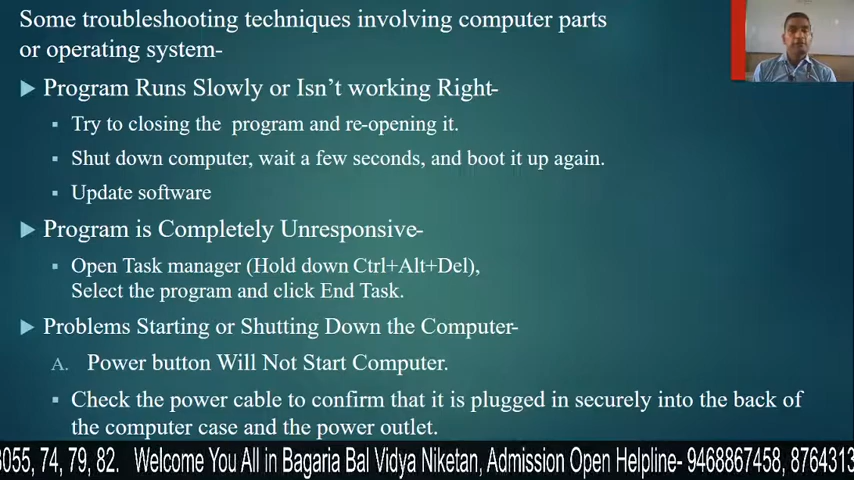 Some troubleshooting techniques involving computer parts
or operating system-
Program Runs Slowly or Isn't working Right-
Try to closing the program and re-opening it.
Shut down computer, wait a few seconds, and boot it up again.
Update software
Program is Completely Unresponsive-
Open Task manager (Hold down Ctrl+Alt+Del),
Select the program and click End Task.
Problems Starting or Shutting Down the Computer-
A. Power button Will Not Start Computer.
Check the power cable to confirm that it is plugged in securely into the back of
the computer case and the power outlet.
3055, 74, 79, 82. Welcome You All in Bagaria Bal Vidya Niketan, Admission Open Helpline- 9468867458, 8764313